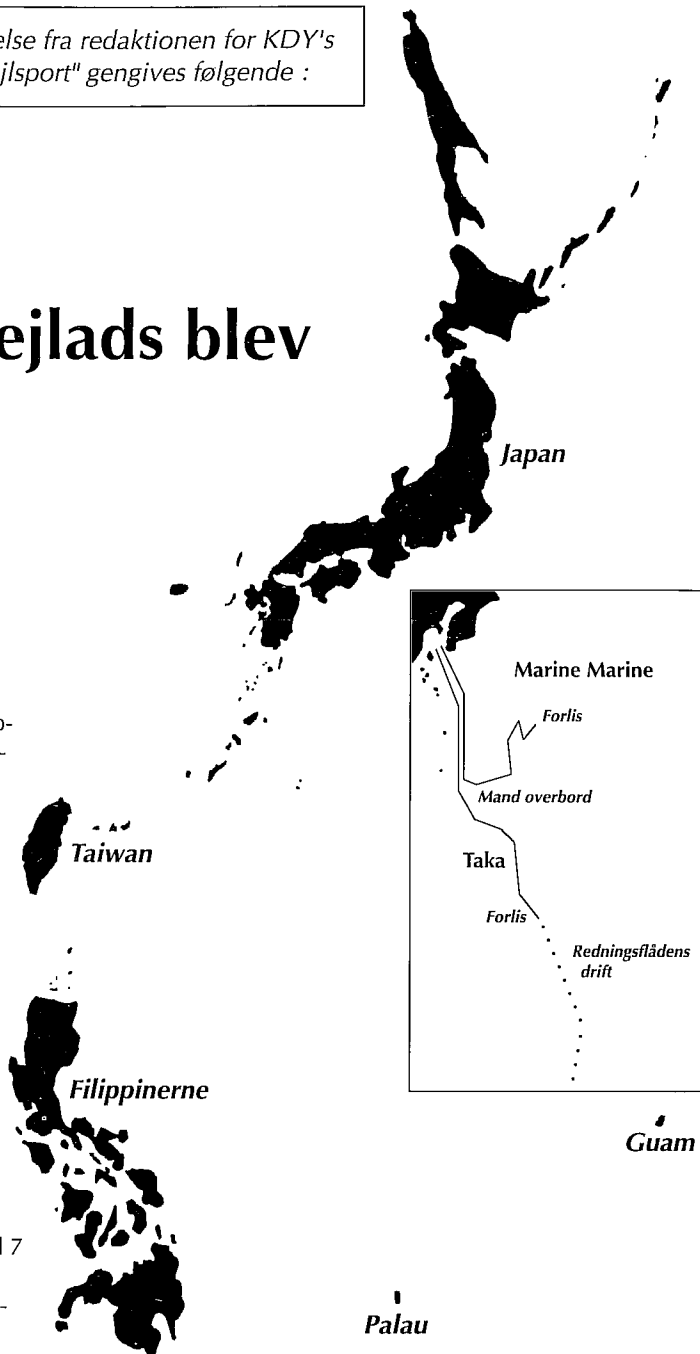 else fra redaktionen for KDY's
jlsport" gengives følgende :
ejlads blev
Japan
Marine Marine
Forlis
Mand overbord
Taiwan
Taka
Forlis
Redningsflådens
drift
Filippinerne
Guam
17
Palau